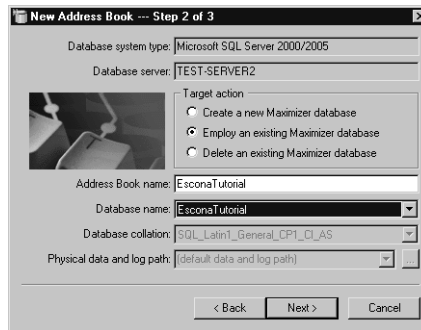 New Address Book --- Step 2 of 3
Database system type: Microsoft SQL Server 2000/2005
Database server: TEST-SERVER2
Target action
Create a new Maximizer database
Employ an existing Maximizer database
Delete an existing Maximizer database
Address Book name: EsconaTutorial
Database name: EsconaTutorial
Database collation: SQL_Latin1_General_CP1_CI_AS
Physical data and log path: (default data and log path) ...
< Back Next > Cancel